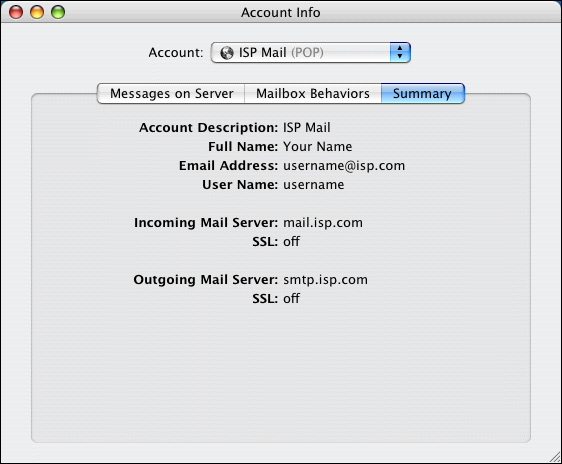 Account Info
Account: ISP Mail (POP)
Messages on Server Mailbox Behaviors Summary
Account Description: ISP Mail
Full Name: Your Name
Email Address: username@isp.com
User Name: username
Incoming Mail Server: mail.isp.com
SSL: off
Outgoing Mail Server: smtp.isp.com
SSL: off